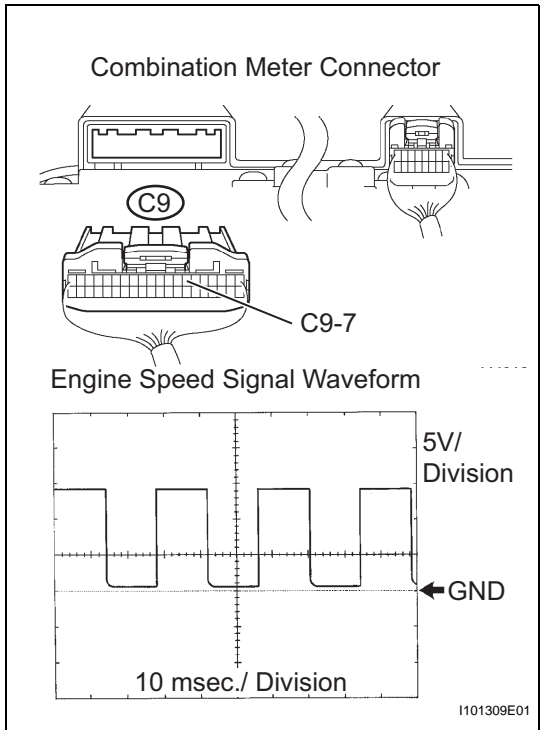 Combination Meter Connector
C9
C9-7
Engine Speed Signal Waveform
5V/
Division
GND
10 msec./ Division
I101309E01